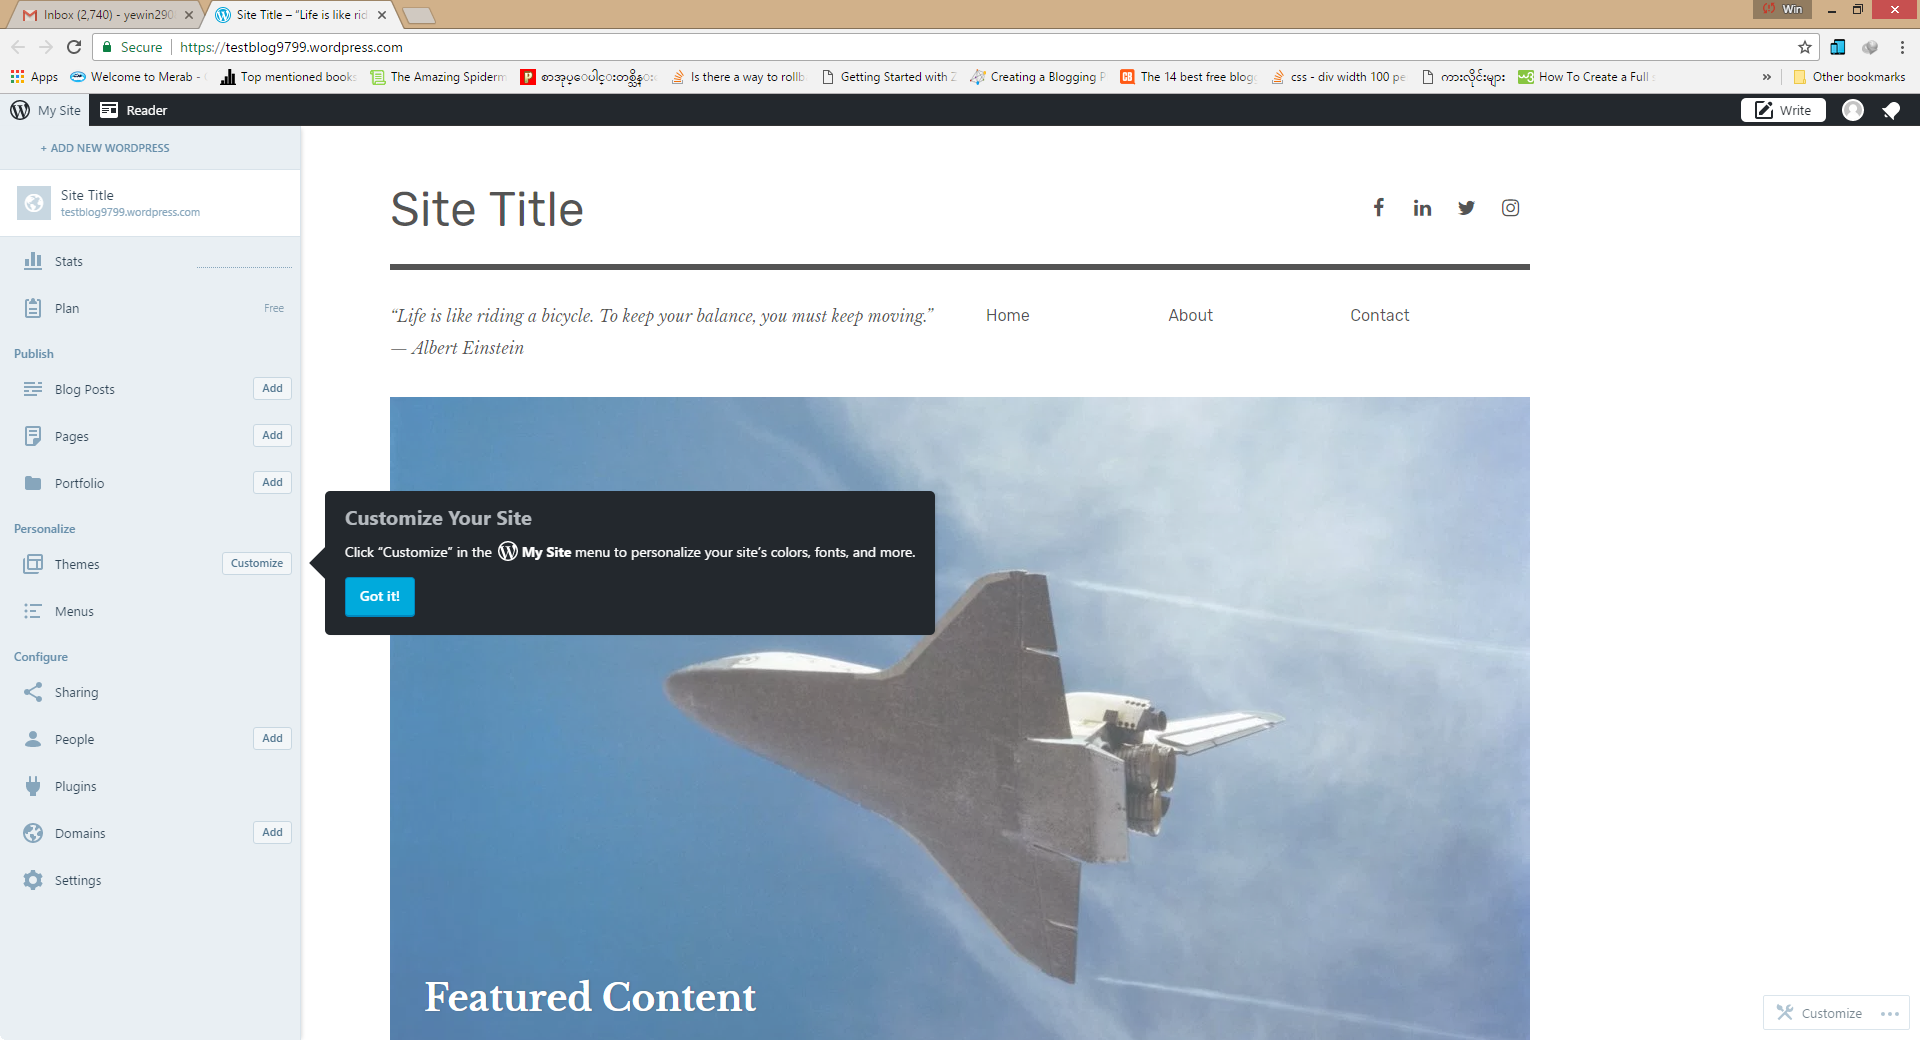 Inbox (2,740) - yewin290
Site Title – “Life is like rid
Win
Secure
https://testblog9799.wordpress.com
Apps
Welcome to Merab -
Top mentioned books
The Amazing Spiderm
Is there a way to rollb
Getting Started with Z
Creating a Blogging P
The 14 best free blog
css - div width 100 pe
ကားလိုင်းများ
How To Create a Full
» Other bookmarks
My Site
Reader
Write
+ ADD NEW WORDPRESS
Site Title
testblog9799.wordpress.com
Stats
Plan Free
Publish
Blog Posts Add
Pages Add
Portfolio Add
Personalize
Themes Customize
Menus
Configure
Sharing
People Add
Plugins
Domains Add
Settings
Site Title
“Life is like riding a bicycle. To keep your balance, you must keep moving.”
— Albert Einstein
Home About Contact
Customize Your Site
Click “Customize” in the My Site menu to personalize your site’s colors, fonts, and more.
Got it!
Featured Content
Customize